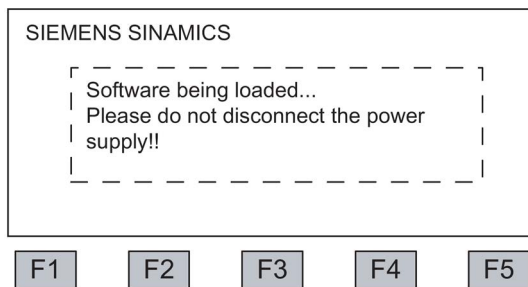 SIEMENS SINAMICS
Software being loaded...
Please do not disconnect the power
supply!!
F1 F2 F3 F4 F5